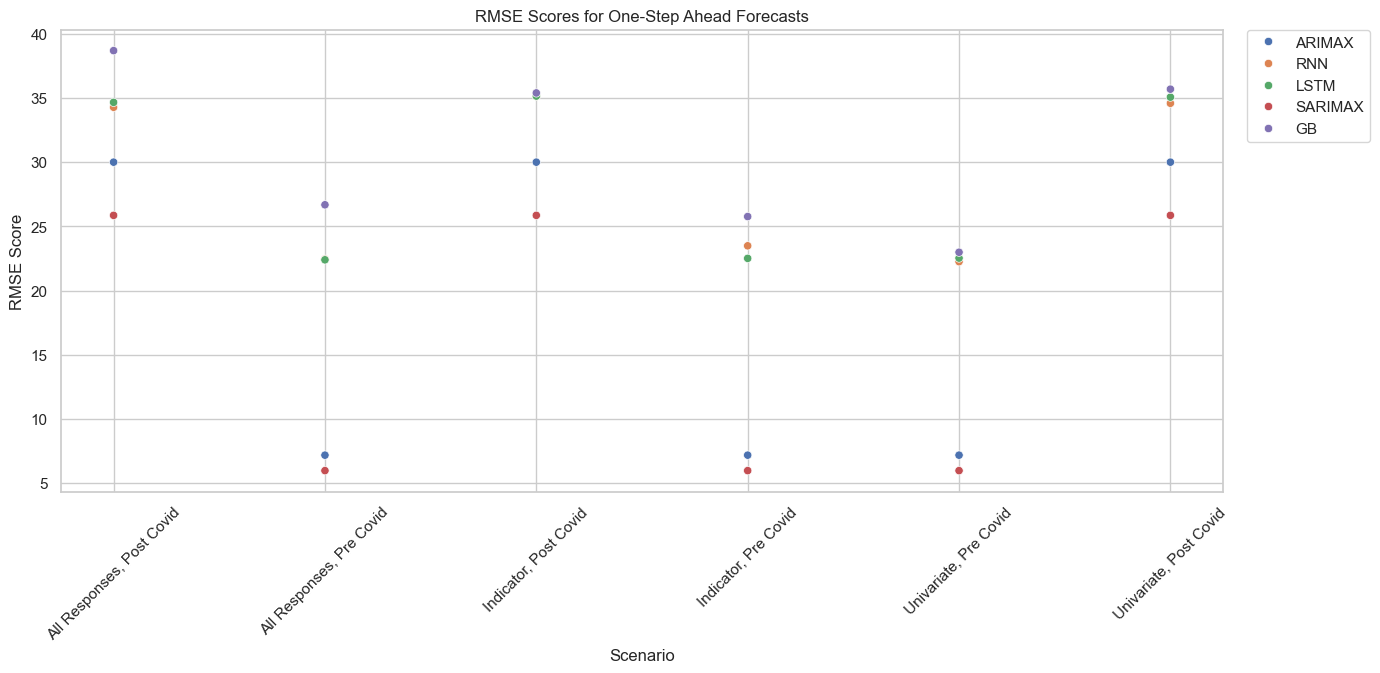 RMSE Scores for One-Step Ahead Forecasts
40
35
30
25
20
15
10
5
RMSE Score
All Responses, Post Covid
All Responses, Pre Covid
Indicator, Post Covid
Indicator, Pre Covid
Univariate, Pre Covid
Univariate, Post Covid
Scenario
ARIMAX
RNN
LSTM
SARIMAX
GB